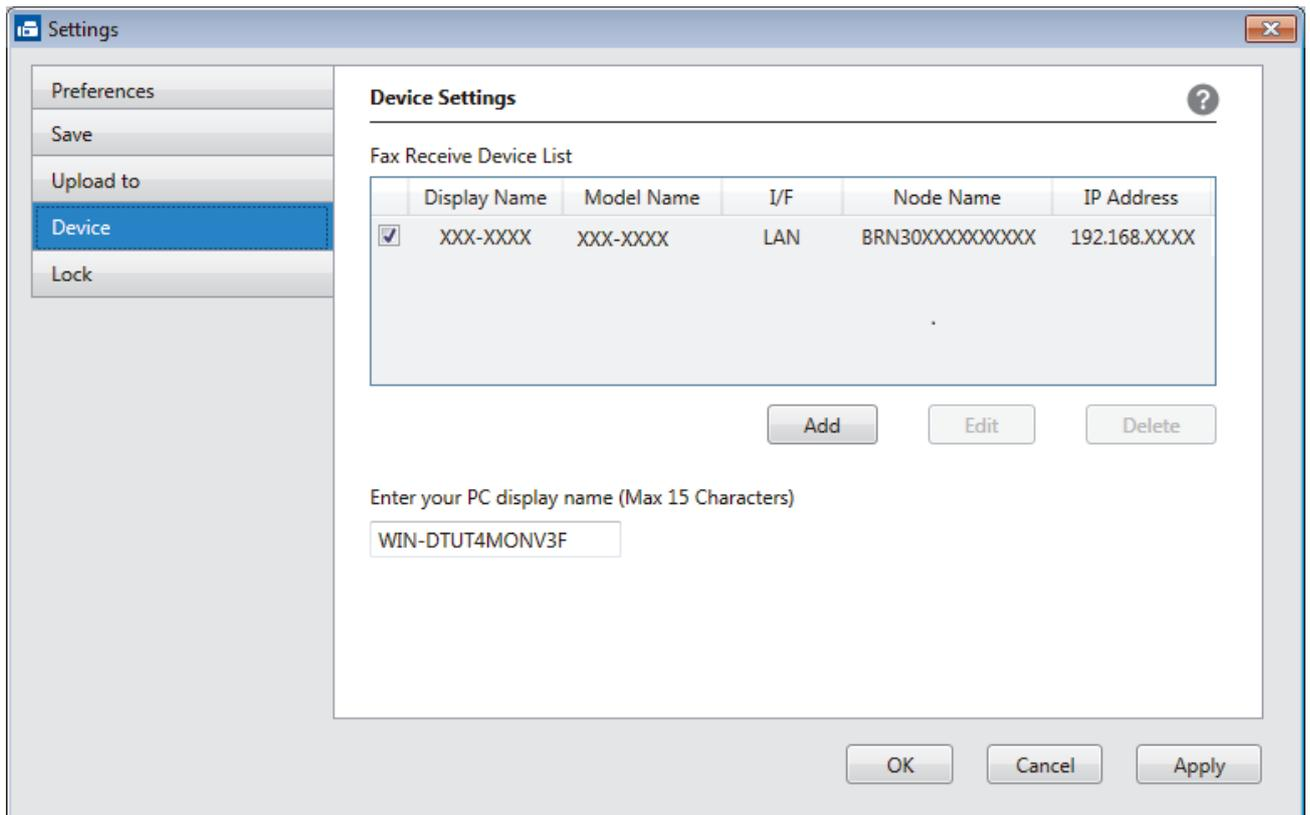 Settings
Preferences
Save
Upload to
Device
Lock
Device Settings
?
Fax Receive Device List
Display Name Model Name I/F Node Name IP Address
XXX-XXXX XXX-XXXX LAN BRN30XXXXXXXXXX 192.168.XX.XX
Add Edit Delete
Enter your PC display name (Max 15 Characters)
WIN-DTUT4MONV3F
OK Cancel Apply